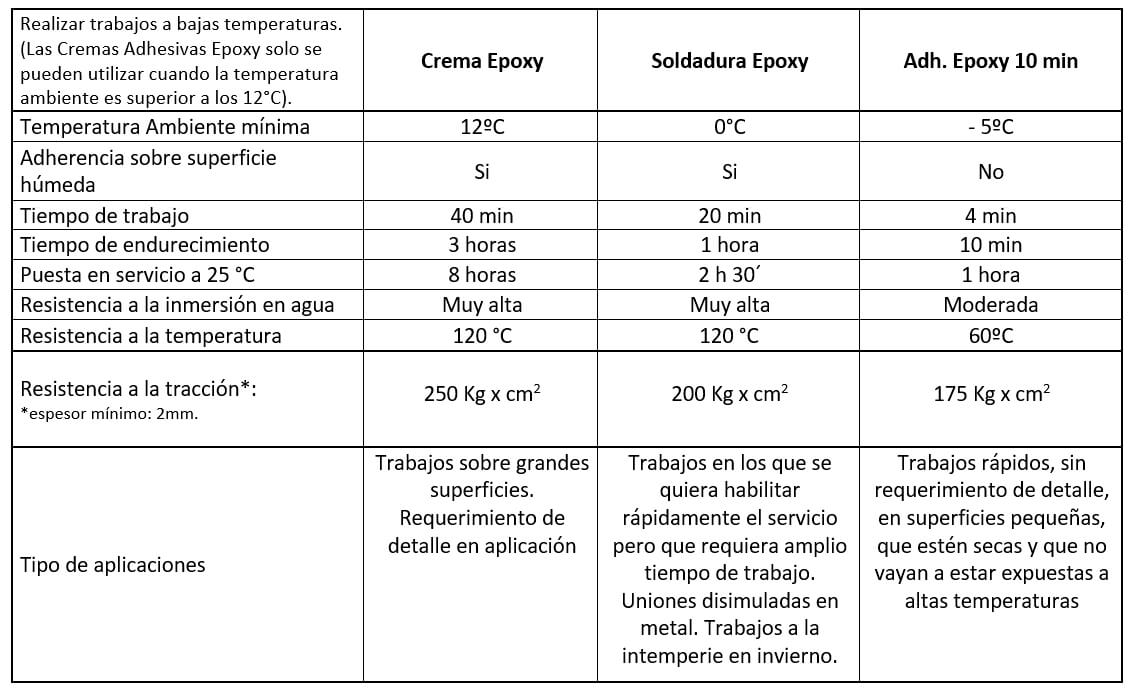 Realizar trabajos a bajas temperaturas.
(Las Cremas Adhesivas Epoxy solo se
pueden utilizar cuando la temperatura
ambiente es superior a los 12°C).
Crema Epoxy
Soldadura Epoxy
Adh. Epoxy 10 min
Temperatura Ambiente mínima
12ºC
0°C
- 5ºC
Adherencia sobre superficie
húmeda
Si
Si
No
Tiempo de trabajo
40 min
20 min
4 min
Tiempo de endurecimiento
3 horas
1 hora
10 min
Puesta en servicio a 25 °C
8 horas
2 h 30´
1 hora
Resistencia a la inmersión en agua
Muy alta
Muy alta
Moderada
Resistencia a la temperatura
120 °C
120 °C
60ºC
Resistencia a la tracción*:
*espesor mínimo: 2mm.
250 Kg x cm²
200 Kg x cm²
175 Kg x cm²
Tipo de aplicaciones
Trabajos sobre grandes
superficies.
Requerimiento de
detalle en aplicación
Trabajos en los que se
quiera habilitar
rápidamente el servicio
pero que requiera amplio
tiempo de trabajo.
Uniones disimuladas en
metal. Trabajos a la
intemperie en invierno.
Trabajos rápidos, sin
requerimiento de detalle,
en superficies pequeñas,
que estén secas y que no
vayan a estar expuestas a
altas temperaturas